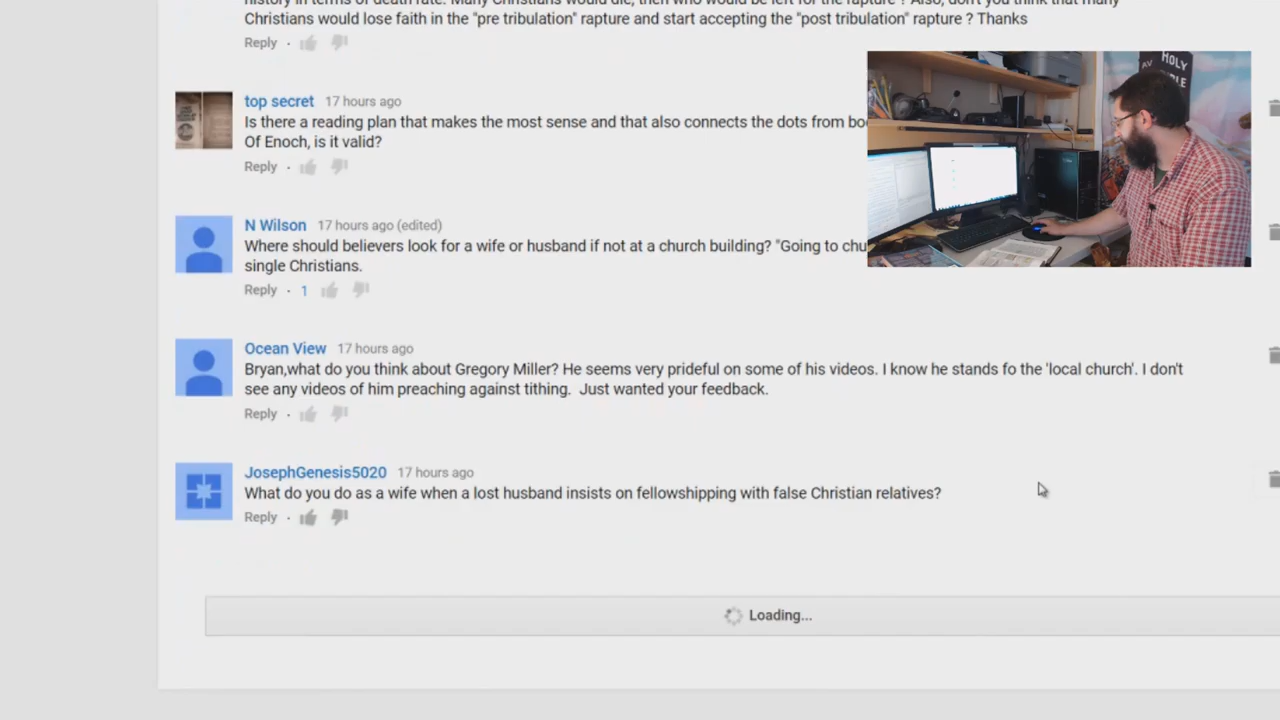 history in terms of death rate. Many Christians would die, then who would be left for the rapture ? Also, don't you think that many
Christians would lose faith in the "pre tribulation" rapture and start accepting the "post tribulation" rapture ? Thanks
Reply ·
top secret 17 hours ago
Is there a reading plan that makes the most sense and that also connects the dots from
Of Enoch, is it valid?
Reply ·
N Wilson 17 hours ago (edited)
Where should believers look for a wife or husband if not at a church building? "Going to
single Christians.
Reply · 1
Ocean View 17 hours ago
Bryan,what do you think about Gregory Miller? He seems very prideful on some of his videos. I know he stands fo the 'local church'. I don't
see any videos of him preaching against tithing. Just wanted your feedback.
Reply ·
JosephGenesis5020 17 hours ago
What do you do as a wife when a lost husband insists on fellowshipping with false Christian relatives?
Reply ·
Loading...
AV HOLY